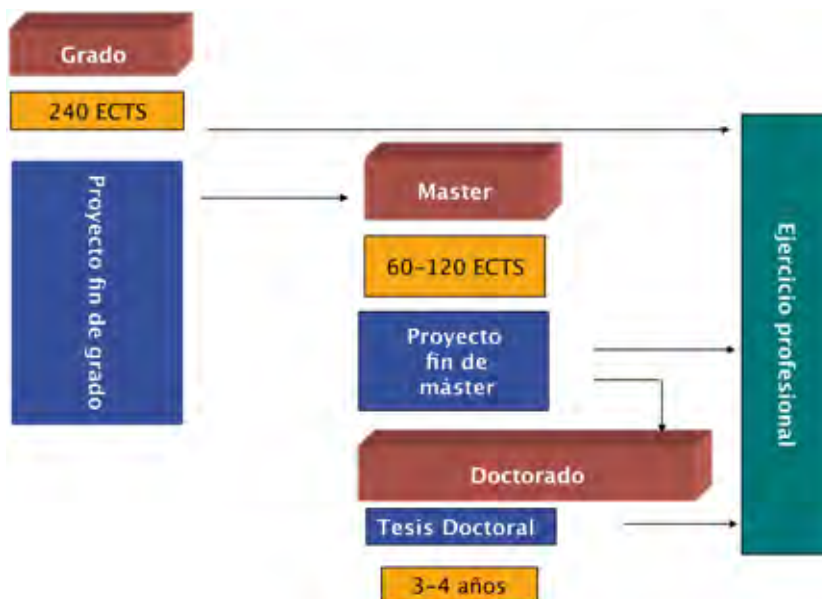 Grado
240 ECTS
Proyecto fin de grado
Master
60-120 ECTS
Proyecto
fin de
máster
Doctorado
Tesis Doctoral
3-4 años
Ejercicio profesional